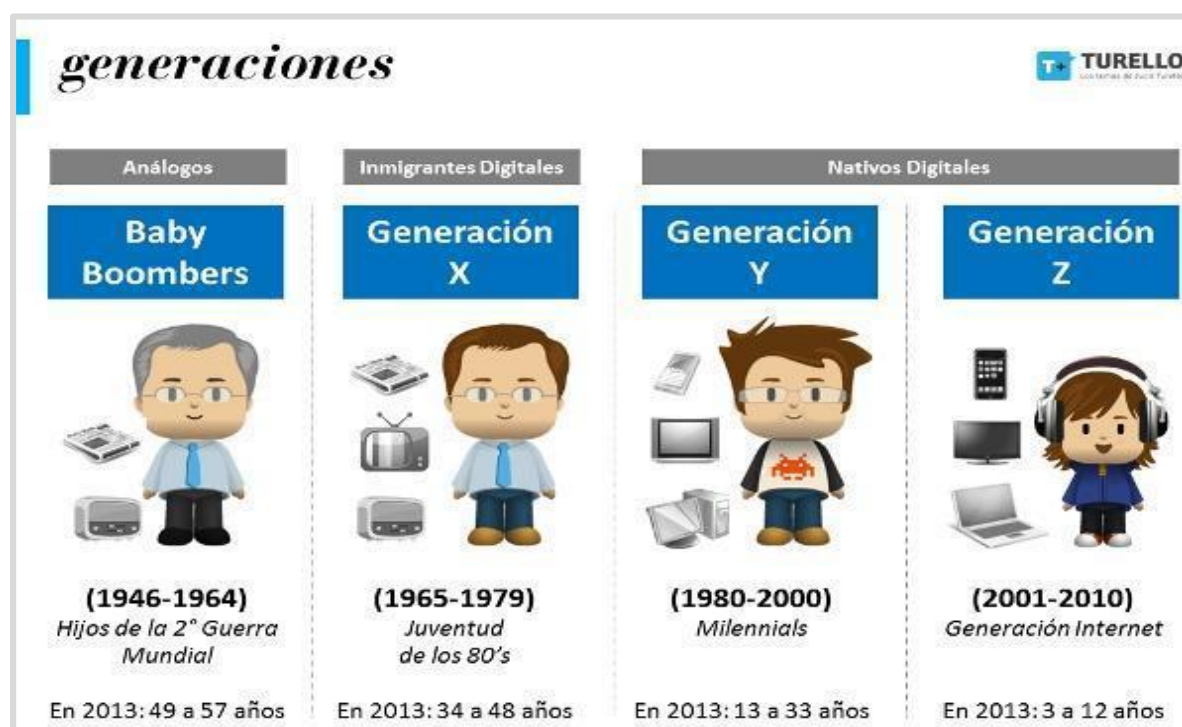 generaciones
T+ TURELLO
Análogos
Inmigrantes Digitales
Nativos Digitales
Baby
Boombers
Generación
X
Generación
Y
Generación
Z
(1946-1964)
Hijos de la 2° Guerra
Mundial
(1965-1979)
Juventud
de los 80's
(1980-2000)
Milennials
(2001-2010)
Generación Internet
En 2013: 49 a 57 años
En 2013: 34 a 48 años
En 2013: 13 a 33 años
En 2013: 3 a 12 años